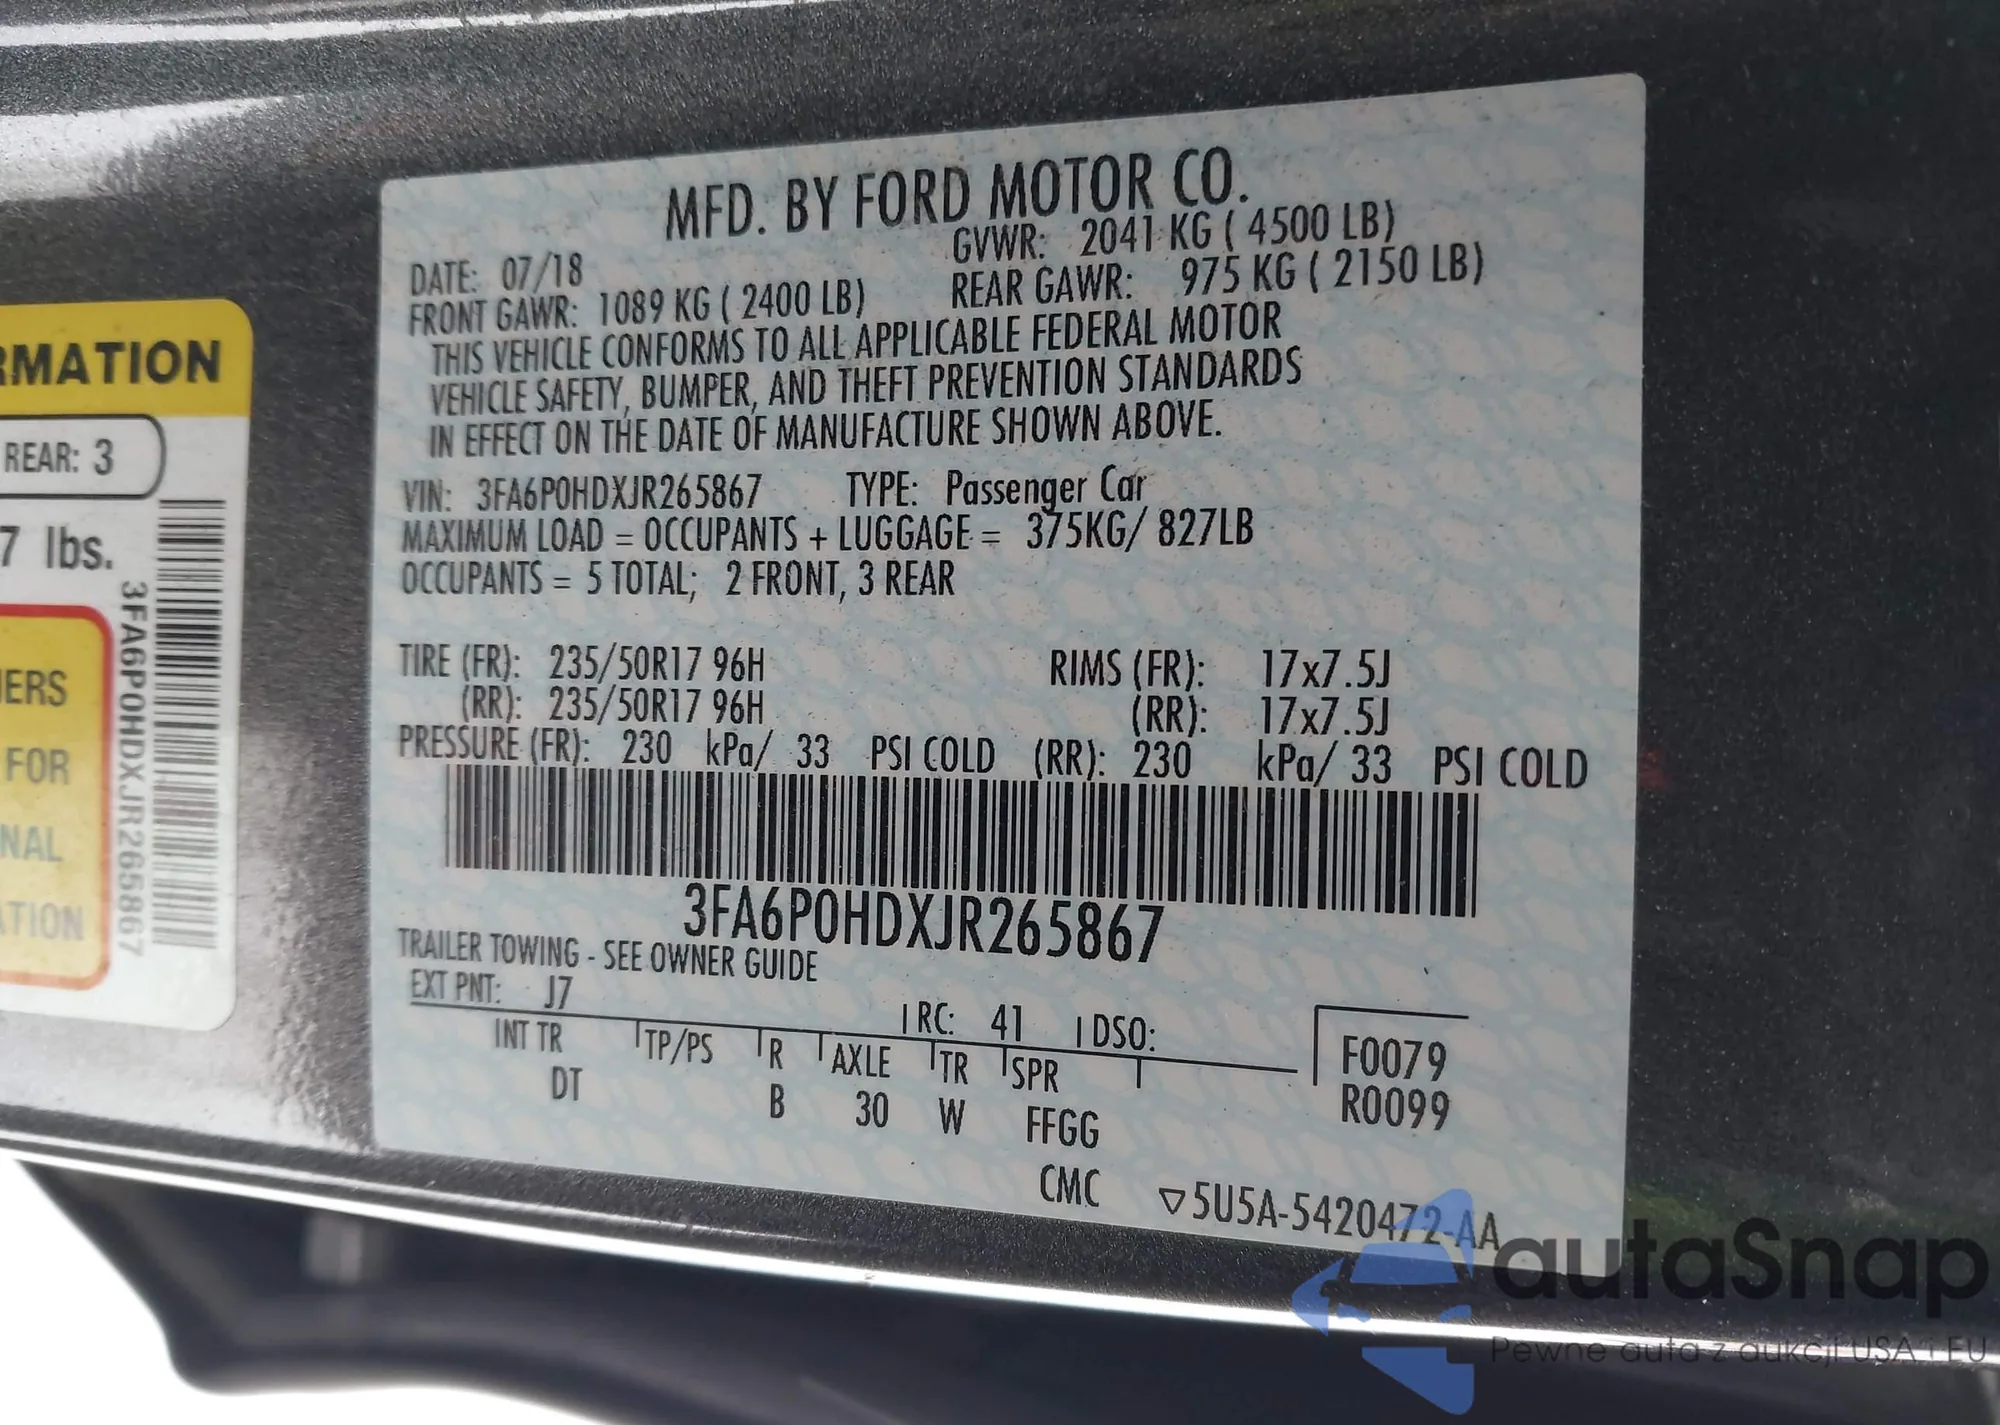 RMATION
REAR: 3
7 lbs.
3FA6P0HDXJR265867
IERS
FOR
NAL
ATION
MFD. BY FORD MOTOR CO.
DATE: 07/18 GVWR: 2041 KG ( 4500 LB)
FRONT GAWR: 1089 KG ( 2400 LB) REAR GAWR: 975 KG ( 2150 LB)
THIS VEHICLE CONFORMS TO ALL APPLICABLE FEDERAL MOTOR
VEHICLE SAFETY, BUMPER, AND THEFT PREVENTION STANDARDS
IN EFFECT ON THE DATE OF MANUFACTURE SHOWN ABOVE.
VIN: 3FA6P0HDXJR265867 TYPE: Passenger Car
MAXIMUM LOAD = OCCUPANTS + LUGGAGE = 375KG/ 827LB
OCCUPANTS = 5 TOTAL; 2 FRONT, 3 REAR
TIRE (FR): 235/50R17 96H RIMS (FR): 17x7.5J
(RR): 235/50R17 96H (RR): 17x7.5J
PRESSURE (FR): 230 kPa/ 33 PSI COLD (RR): 230 kPa/ 33 PSI COLD
3FA6P0HDXJR265867
TRAILER TOWING - SEE OWNER GUIDE
EXT PNT: J7 RC: 41 DSO:
INT TR TP/PS R AXLE TR SPR F0079
DT B 30 W FFGG R0099
CMC ▽5U5A-5420472-AA
autaSnap
Pewne auta z aukcji USA i EU